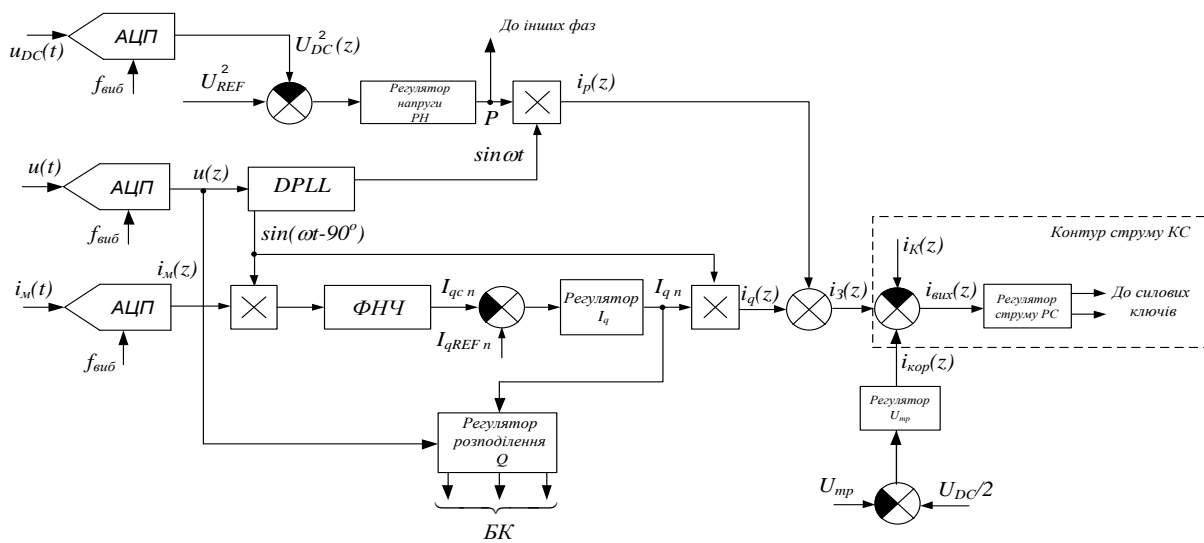 До інших фаз
АЦП
u_DC(t)
U_DC²(z)
f_виб
U_REF²
Регулятор
напруги
РН
P
i_p(z)
sinωt
u(t)
АЦП
u(z)
DPLL
f_виб
sin(ωt-90°)
Контур струму КС
i_К(z)
i_м(t)
АЦП
i_м(z)
f_виб
ФНЧ
I_qc n
I_qREF n
Регулятор
I_q
I_q n
i_q(z)
i_З(z)
i_вих(z)
Регулятор
струму РС
До силових
ключів
i_кор(z)
Регулятор
U_тр
Регулятор
розподілення
Q
U_тр
U_DC/2
БК